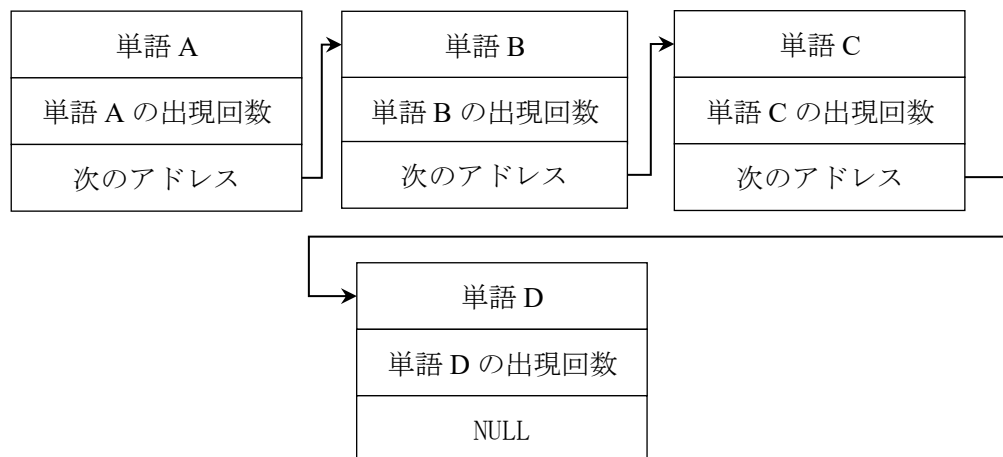 単語 A
単語 A の出現回数
次のアドレス
単語 B
単語 B の出現回数
次のアドレス
単語 C
単語 C の出現回数
次のアドレス
単語 D
単語 D の出現回数
NULL